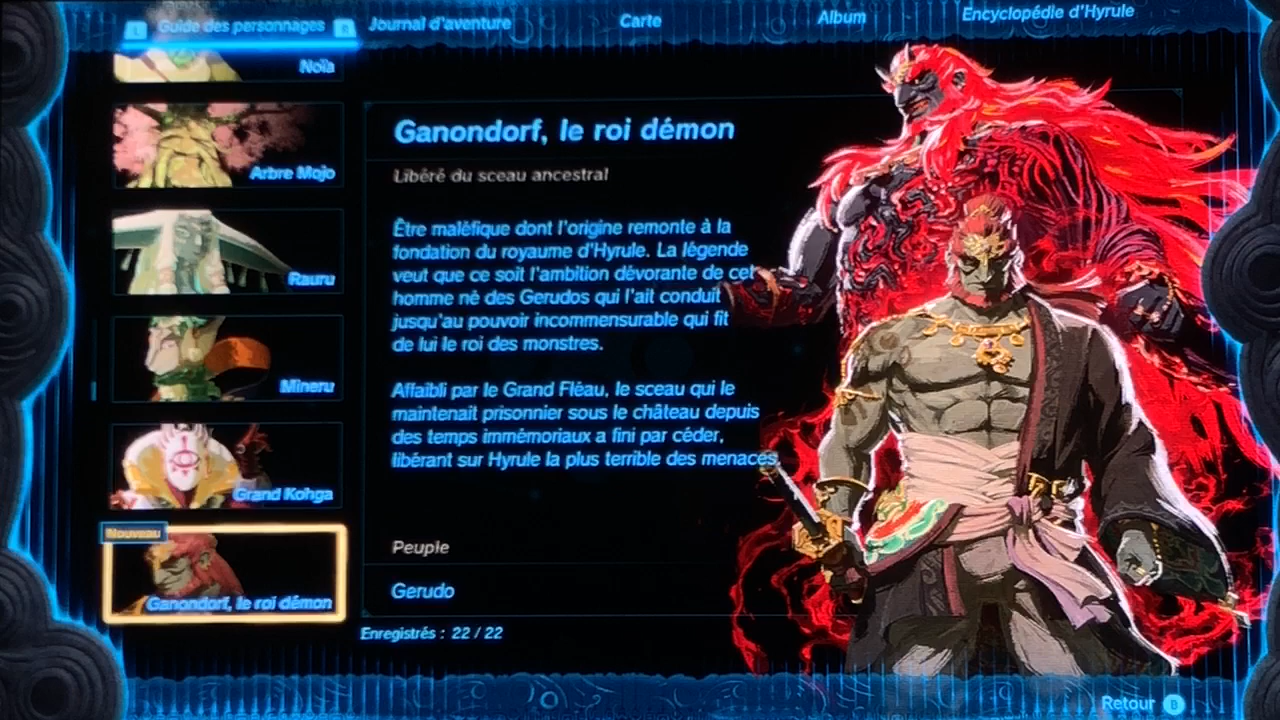 L Guide des personnages R Journal d'aventure Carte Album Encyclopédie d'Hyrule
Noïa
Arbre Mojo
Rauru
Mineru
Grand Kohga
Nouveau
Ganondorf, le roi démon
Ganondorf, le roi démon
Libéré du sceau ancestral
Être maléfique dont l'origine remonte à la
fondation du royaume d'Hyrule. La légende
veut que ce soit l'ambition dévorante de cet
homme né des Gerudos qui l'ait conduit
jusqu'au pouvoir incommensurable qui fit
de lui le roi des monstres.
Affaibli par le Grand Fléau, le sceau qui le
maintenait prisonnier sous le château depuis
des temps immémoriaux a fini par céder,
libérant sur Hyrule la plus terrible des menaces.
Peuple
Gerudo
Enregistrés : 22 / 22
Retour B